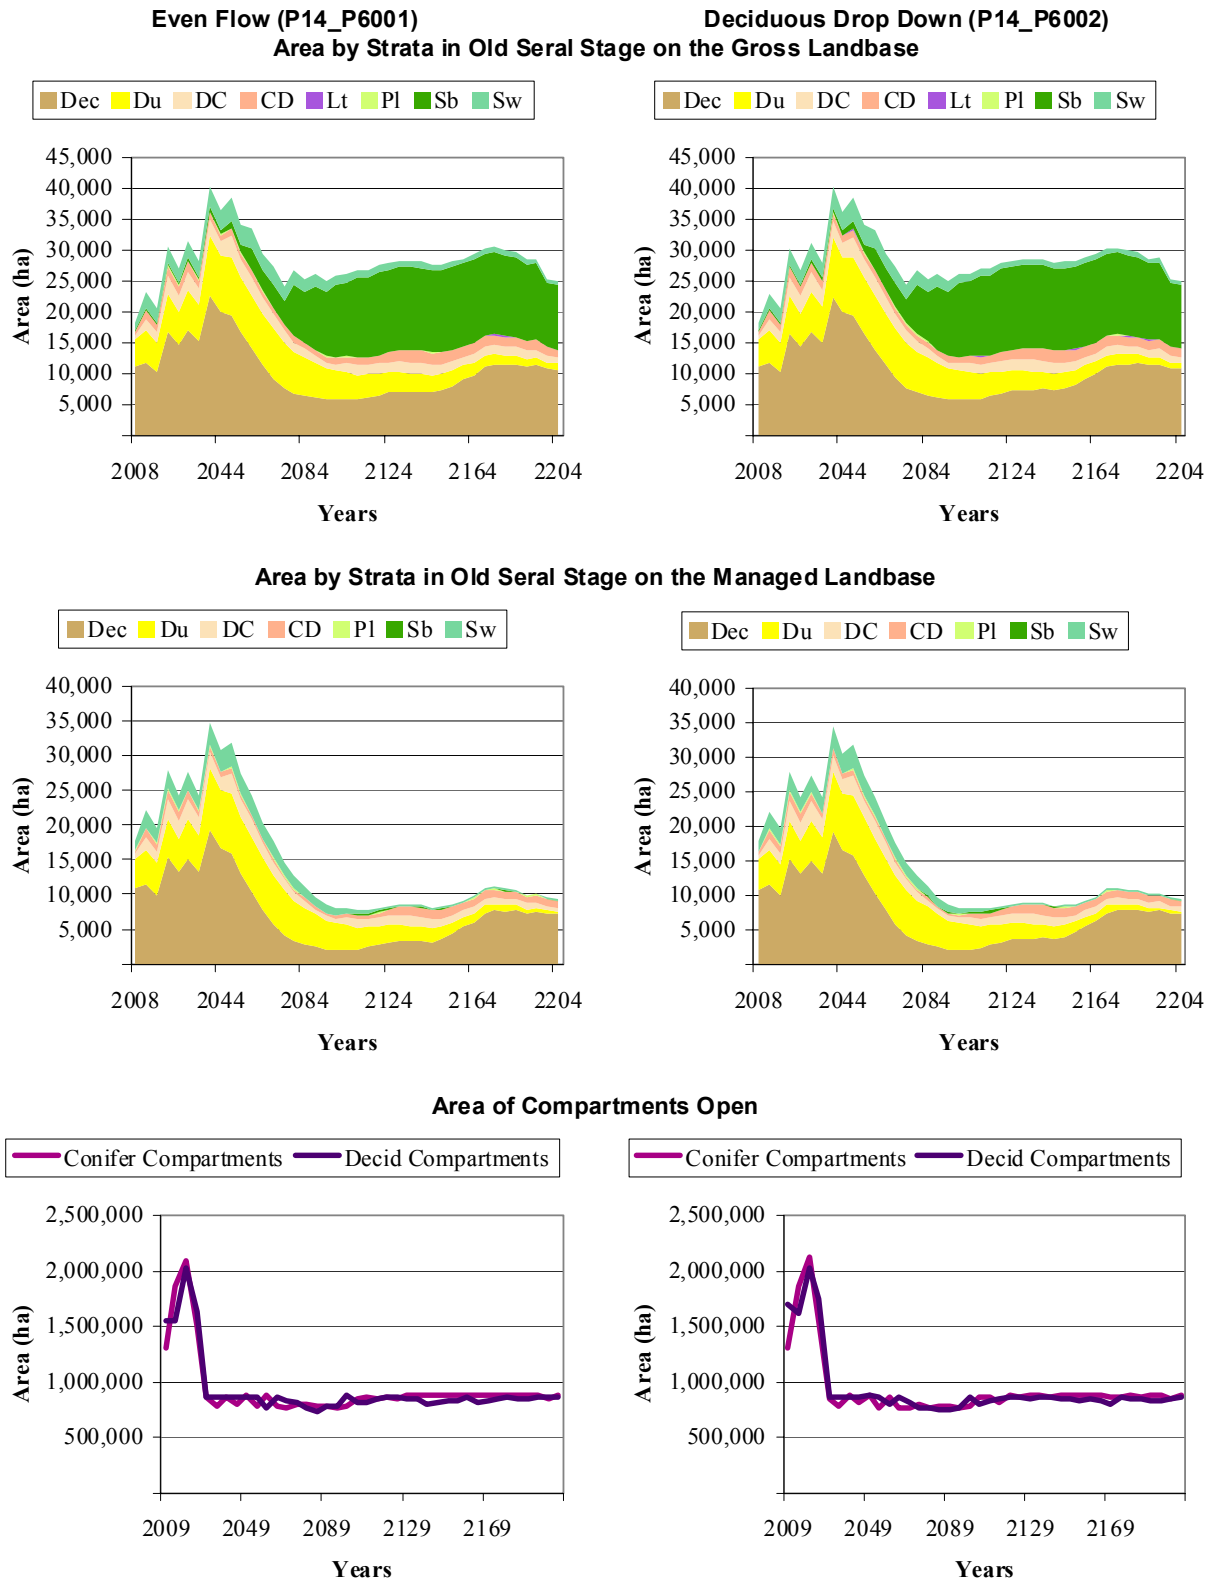 Even Flow (P14_P6001)
Deciduous Drop Down (P14_P6002)
Area by Strata in Old Seral Stage on the Gross Landbase
Dec Du DC CD Lt Pl Sb Sw
Dec Du DC CD Lt Pl Sb Sw
45,000
40,000
35,000
30,000
25,000
20,000
15,000
10,000
5,000
Area (ha)
2008 2044 2084 2124 2164 2204
Years
45,000
40,000
35,000
30,000
25,000
20,000
15,000
10,000
5,000
Area (ha)
2008 2044 2084 2124 2164 2204
Years
Area by Strata in Old Seral Stage on the Managed Landbase
Dec Du DC CD Pl Sb Sw
Dec Du DC CD Pl Sb Sw
40,000
35,000
30,000
25,000
20,000
15,000
10,000
5,000
Area (ha)
2008 2044 2084 2124 2164 2204
Years
40,000
35,000
30,000
25,000
20,000
15,000
10,000
5,000
Area (ha)
2008 2044 2084 2124 2164 2204
Years
Area of Compartments Open
Conifer Compartments Decid Compartments
Conifer Compartments Decid Compartments
2,500,000
2,000,000
1,500,000
1,000,000
500,000
Area (ha)
2009 2049 2089 2129 2169
Years
2,500,000
2,000,000
1,500,000
1,000,000
500,000
Area (ha)
2009 2049 2089 2129 2169
Years